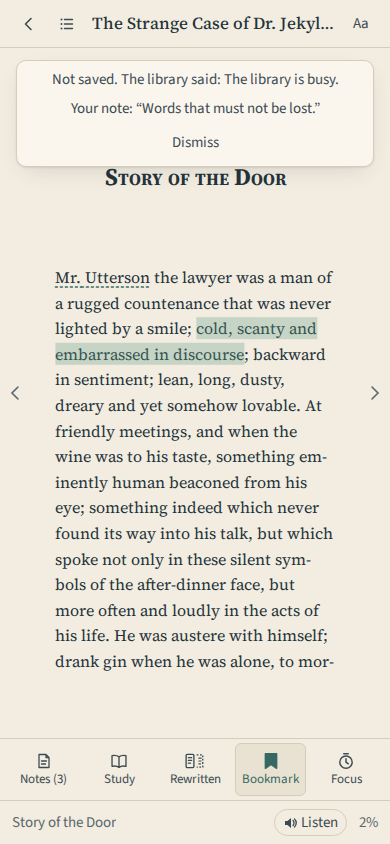 The Strange Case of Dr. Jekyl...
Aa
Not saved. The library said: The library is busy.
Your note: “Words that must not be lost.”
Dismiss
Story of the Door
Mr. Utterson the lawyer was a man of
a rugged countenance that was never
lighted by a smile; cold, scanty and
embarrassed in discourse; backward
in sentiment; lean, long, dusty,
dreary and yet somehow lovable. At
friendly meetings, and when the
wine was to his taste, something em-
inently human beaconed from his
eye; something indeed which never
found its way into his talk, but which
spoke not only in these silent sym-
bols of the after-dinner face, but
more often and loudly in the acts of
his life. He was austere with himself;
drank gin when he was alone, to mor-
Notes (3)
Study
Rewritten
Bookmark
Focus
Story of the Door
Listen
2%